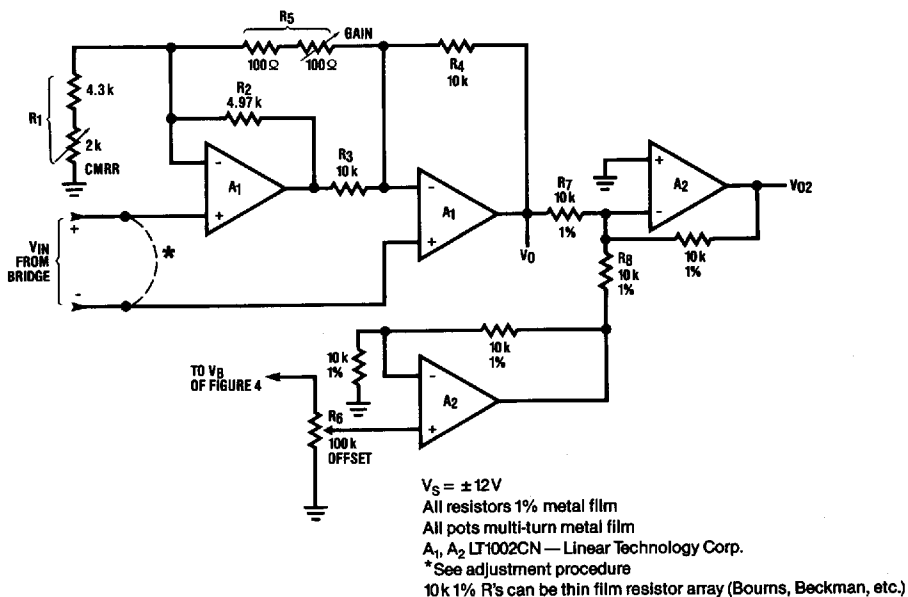 R5
GAIN
100Ω
100Ω
R4
10k
4.3k
R1
2k
CMRR
R2
4.97k
-
A1
+
R3
10k
-
A1
+
VIN
FROM
BRIDGE
+
-
*
VO
R7
10k
1%
+
A2
-
VO2
10k
1%
R8
10k
1%
10k
1%
10k
1%
-
A2
+
TO VB
OF FIGURE 4
R6
100k
OFFSET
VS = ±12V
All resistors 1% metal film
All pots multi-turn metal film
A1, A2 LT1002CN — Linear Technology Corp.
*See adjustment procedure
10k 1% R's can be thin film resistor array (Bourns, Beckman, etc.)